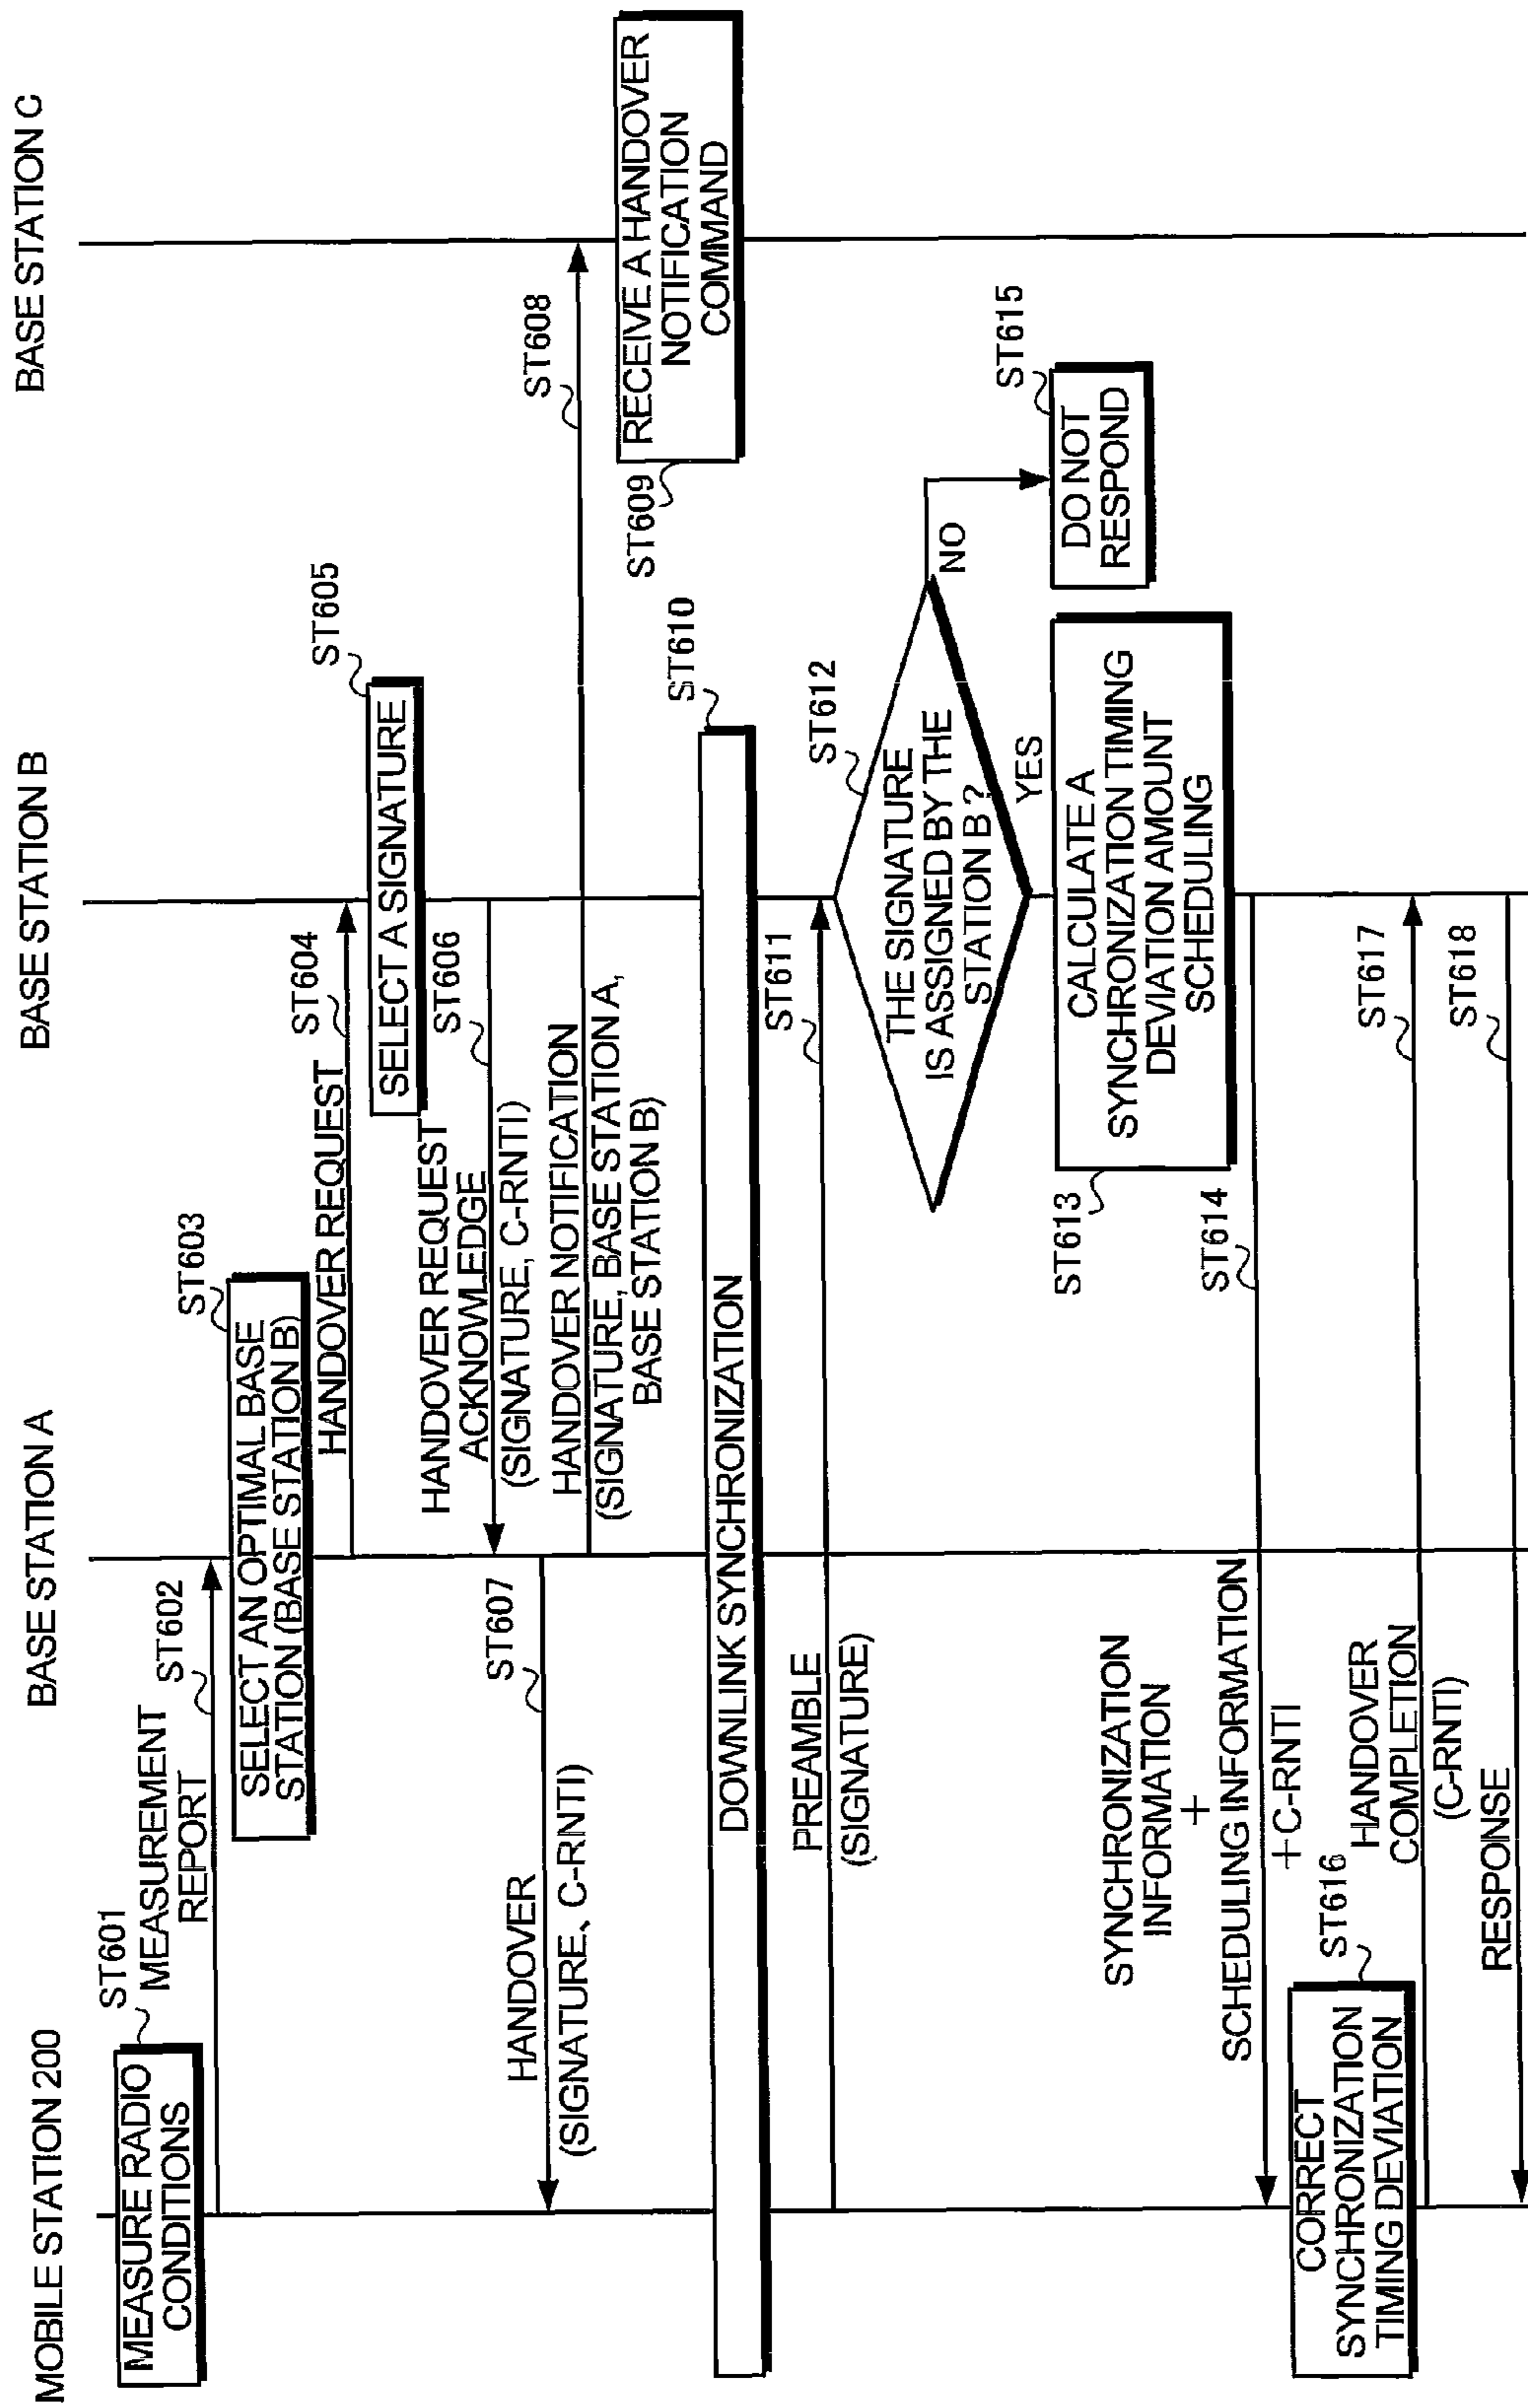 MOBILE STATION 200
BASE STATION A
BASE STATION B
BASE STATION C
MEASURE RADIO
CONDITIONS
ST601
MEASUREMENT
REPORT
ST602
SELECT AN OPTIMAL BASE
STATION (BASE STATION B)
ST603
HANDOVER REQUEST
ST604
SELECT A SIGNATURE
ST605
HANDOVER REQUEST
ACKNOWLEDGE
(SIGNATURE, C-RNTI)
ST606
HANDOVER
(SIGNATURE、C-RNTI)
ST607
HANDOVER NOTIFICATION
(SIGNATURE, BASE STATION A,
BASE STATION B)
ST608
RECEIVE A HANDOVER
NOTIFICATION
COMMAND
ST609
DOWNLINK SYNCHRONIZATION
ST610
PREAMBLE
(SIGNATURE)
ST611
THE SIGNATURE
IS ASSIGNED BY THE
STATION B ?
ST612
NO
YES
DO NOT
RESPOND
ST615
CALCULATE A
SYNCHRONIZATION TIMING
DEVIATION AMOUNT
SCHEDULING
ST613
SYNCHRONIZATION
INFORMATION
+
SCHEDULING INFORMATION
+C-RNTI
ST614
CORRECT
SYNCHRONIZATION
TIMING DEVIATION
ST616
HANDOVER
COMPLETION
(C-RNTI)
ST617
RESPONSE
ST618